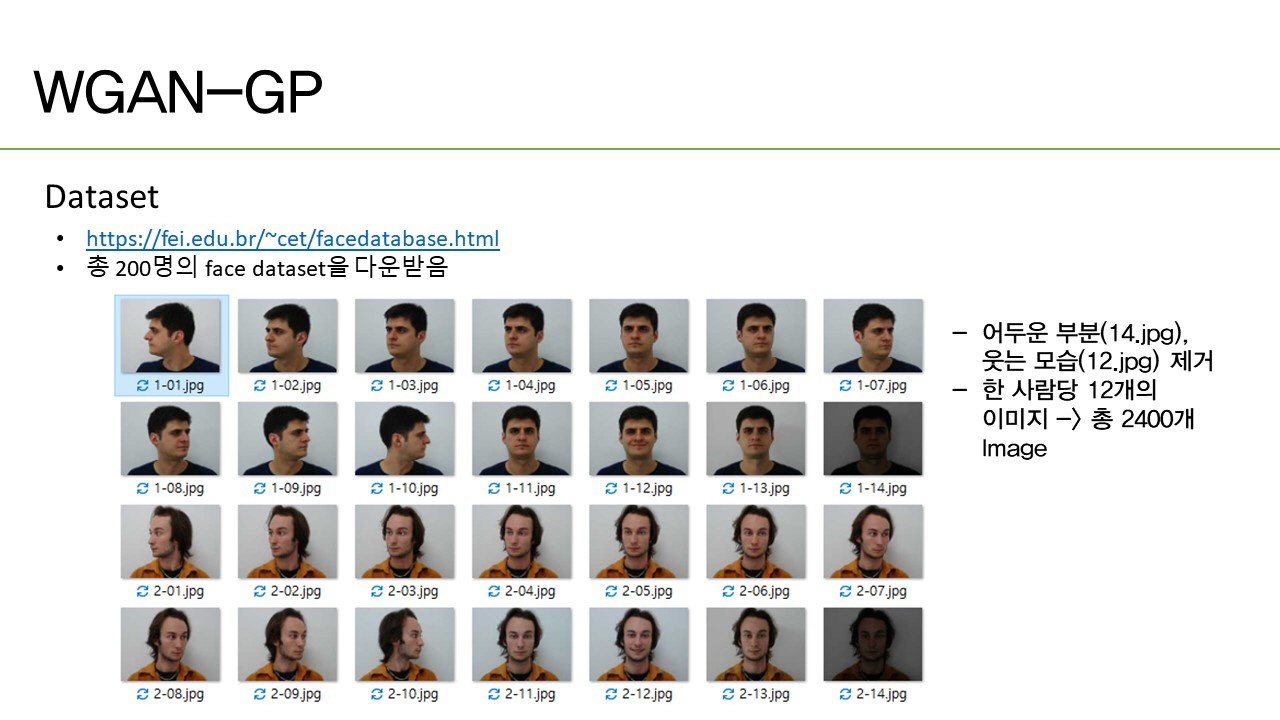 WGAN-GP
Dataset
• https://fei.edu.br/~cet/facedatabase.html
• 총 200명의 face dataset을 다운받음
1-01.jpg 1-02.jpg 1-03.jpg 1-04.jpg 1-05.jpg 1-06.jpg 1-07.jpg
1-08.jpg 1-09.jpg 1-10.jpg 1-11.jpg 1-12.jpg 1-13.jpg 1-14.jpg
2-01.jpg 2-02.jpg 2-03.jpg 2-04.jpg 2-05.jpg 2-06.jpg 2-07.jpg
2-08.jpg 2-09.jpg 2-10.jpg 2-11.jpg 2-12.jpg 2-13.jpg 2-14.jpg
- 어두운 부분(14.jpg),
웃는 모습(12.jpg) 제거
- 한 사람당 12개의
이미지 -> 총 2400개
Image